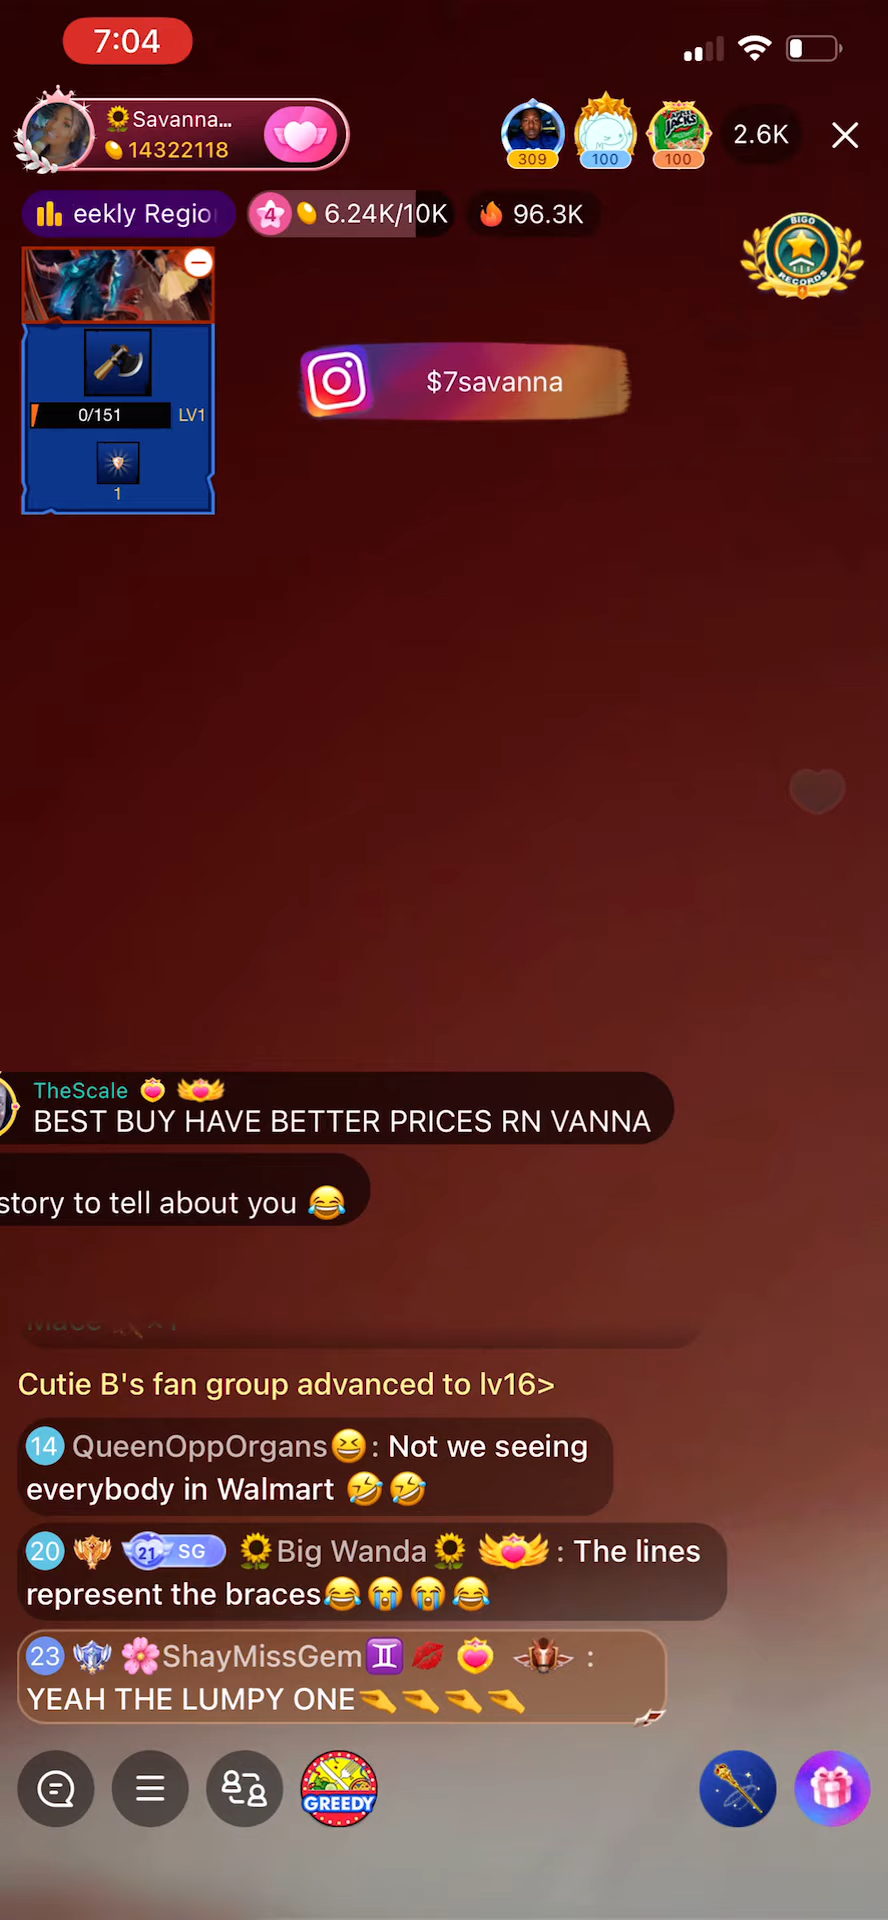 7:04
🌻Savanna...
14322118
309
100
100
2.6K
eekly Regio
4
6.24K/10K
96.3K
BIGO
RECORDS
$7savanna
0/151
LV1
1
TheScale
BEST BUY HAVE BETTER PRICES RN VANNA
story to tell about you 😂
Cutie B's fan group advanced to lv16>
14 QueenOppOrgans😆: Not we seeing
everybody in Walmart 🤣🤣
20 21 SG 🌻Big Wanda🌻 : The lines
represent the braces😂😭😭😂
23 🌸ShayMissGem♊💋 :
YEAH THE LUMPY ONE🫳🫳🫳🫳
GREEDY